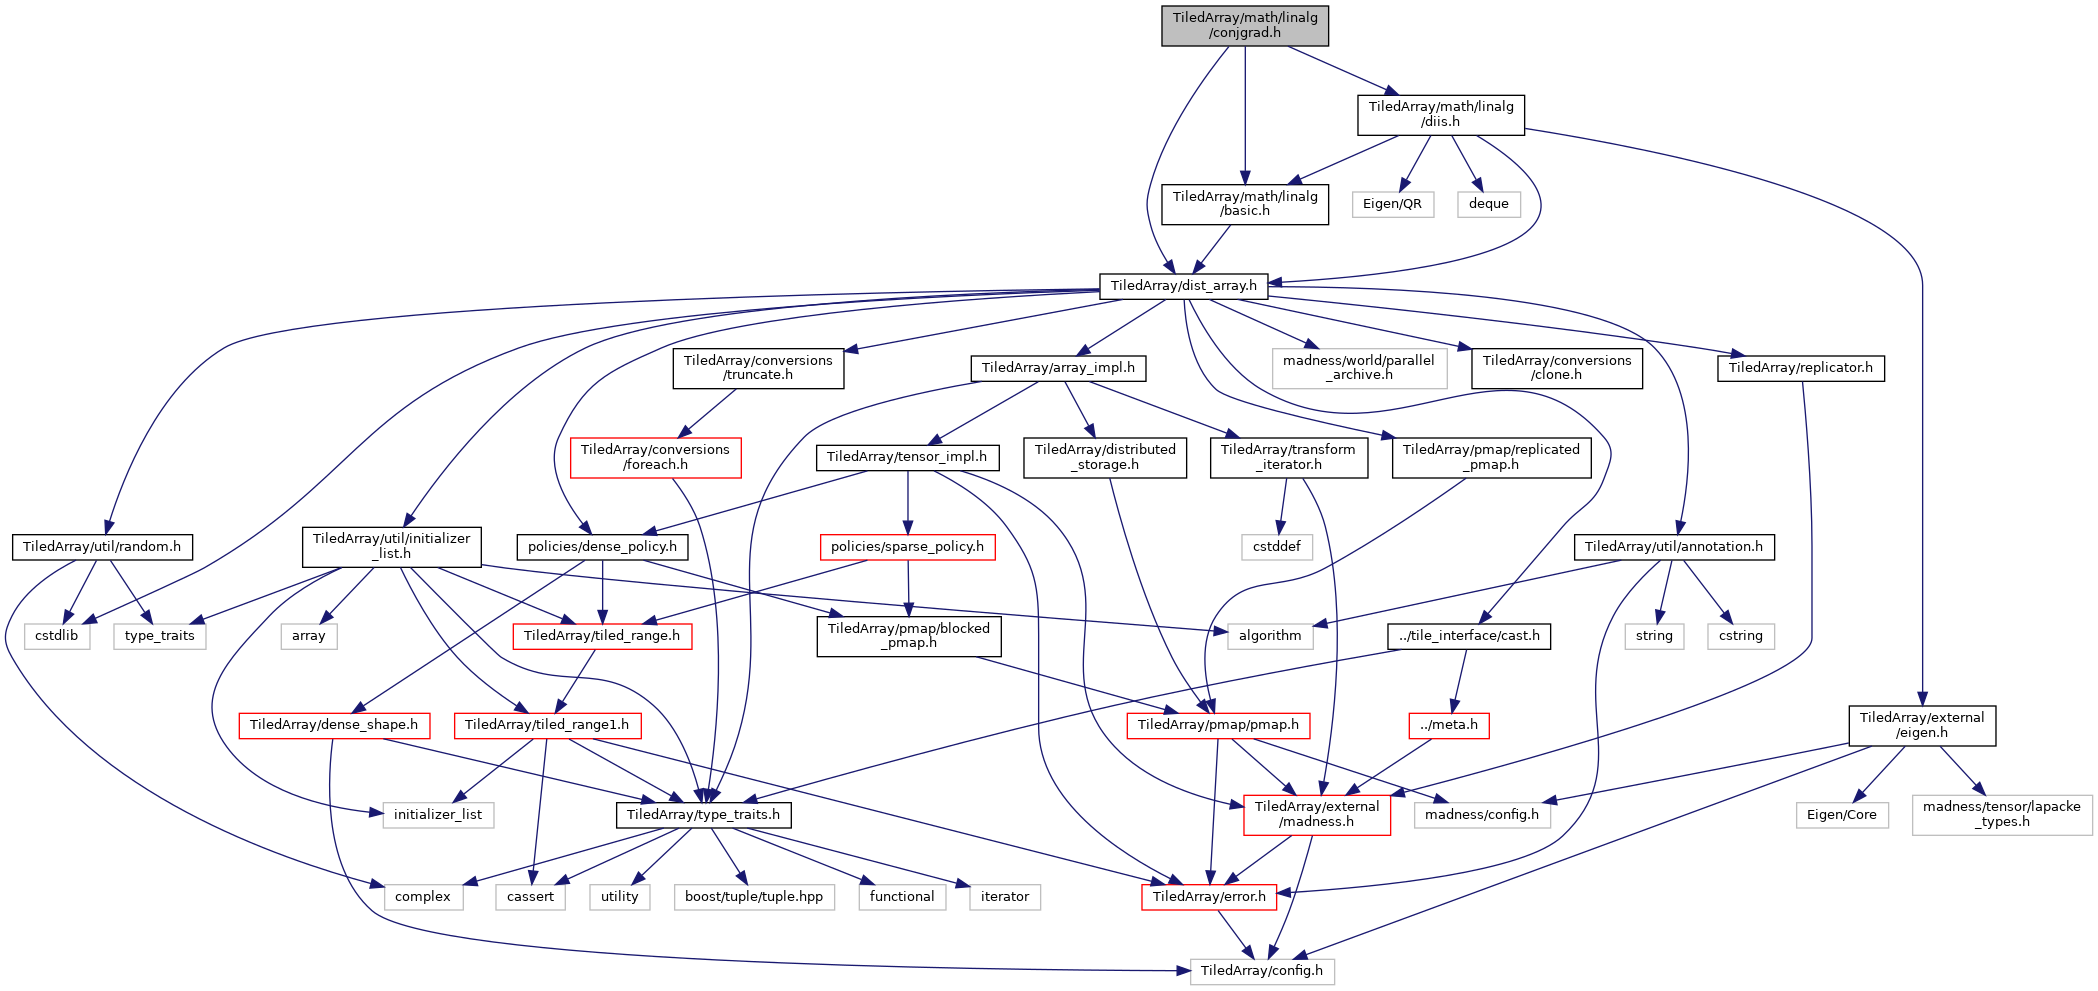 TiledArray/math/linalg
/conjgrad.h
TiledArray/math/linalg
/diis.h
TiledArray/math/linalg
/basic.h
Eigen/QR
deque
TiledArray/dist_array.h
TiledArray/conversions
/truncate.h
TiledArray/array_impl.h
madness/world/parallel
_archive.h
TiledArray/conversions
/clone.h
TiledArray/replicator.h
TiledArray/conversions
/foreach.h
TiledArray/tensor_impl.h
TiledArray/distributed
_storage.h
TiledArray/transform
_iterator.h
TiledArray/pmap/replicated
_pmap.h
TiledArray/util/random.h
TiledArray/util/initializer
_list.h
policies/dense_policy.h
policies/sparse_policy.h
cstddef
TiledArray/util/annotation.h
cstdlib
type_traits
array
TiledArray/tiled_range.h
TiledArray/pmap/blocked
_pmap.h
algorithm
../tile_interface/cast.h
string
cstring
TiledArray/dense_shape.h
TiledArray/tiled_range1.h
TiledArray/pmap/pmap.h
../meta.h
TiledArray/external
/eigen.h
initializer_list
TiledArray/type_traits.h
TiledArray/external
/madness.h
madness/config.h
Eigen/Core
madness/tensor/lapacke
_types.h
complex
cassert
utility
boost/tuple/tuple.hpp
functional
iterator
TiledArray/error.h
TiledArray/config.h